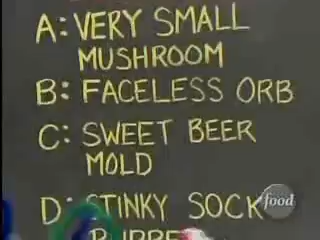 A: VERY SMALL
MUSHROOM
B: FACELESS ORB
C: SWEET BEER
MOLD
D: STINKY SOCK
food